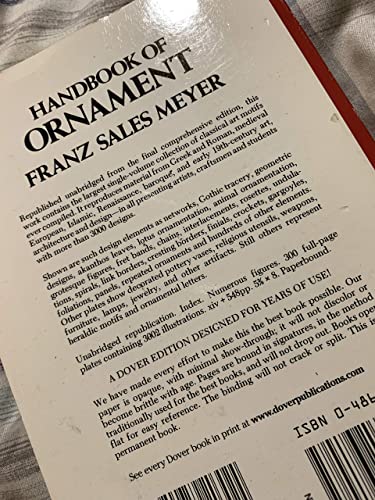 HANDBOOK OF
ORNAMENT
FRANZ SALES MEYER
Republished unabridged from the final comprehensive edition, this
work contains the largest single-volume collection of classical art motifs
ever compiled. It reproduces material from Greek and Roman, medieval
European, Islamic, Renaissance, baroque, and early 19th-century art,
architecture and design—in all presenting artists, craftsmen and students
with more than 3000 designs.
Shown are such design elements as networks, Gothic tracery, geometric
designs, akanthos leaves, lotus ornamentation, animal ornamentation,
grotesque figures, fret bands, chains, interlacements, rosettes, undula-
tions, spirals, link borders, cresting borders, finials, crockets, gargoyles,
foliations, panels, repeated ornaments and hundreds of other elements.
Other plates show decorated pottery vases, religious utensils, weapons,
furniture, lamps, jewelry, and other artifacts. Still others represent
heraldic motifs and ornamental letters.
Unabridged republication. Index. Numerous figures. 300 full-page
plates containing 3002 illustrations. xiv + 548pp. 5⅜ x 8. Paperbound.
A DOVER EDITION DESIGNED FOR YEARS OF USE!
We have made every effort to make this the best book possible. Our
paper is opaque, with minimal show-through; it will not discolor or
become brittle with age. Pages are bound in signatures, in the method
traditionally used for the best books, and will not drop out. Books open
flat for easy reference. The binding will not crack or split. This is a
permanent book.
See every Dover book in print at www.doverpublications.com
ISBN 0-486